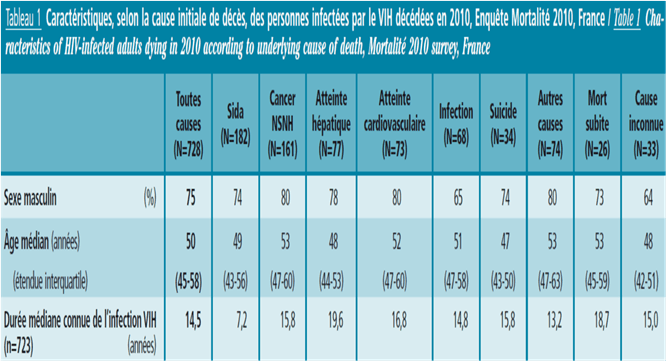 Tableau 1 Caractéristiques, selon la cause initiale de décès, des personnes infectées par le VIH décédées en 2010, Enquête Mortalité 2010, France / Table 1 Cha-
racteristics of HIV-infected adults dying in 2010 according to underlying cause of death, Mortalité 2010 survey, France
Toutes causes (N=728) Sida (N=182) Cancer NSNH (N=161) Atteinte hépatique (N=77) Atteinte cardiovasculaire (N=73) Infection (N=68) Suicide (N=34) Autres causes (N=74) Mort subite (N=26) Cause inconnue (N=33)
Sexe masculin (%) 75 74 80 78 80 65 74 80 73 64
Âge médian (années) 50 49 53 48 52 51 47 53 53 48
(étendue interquartile) (45-58) (43-56) (47-60) (44-53) (47-60) (47-58) (43-50) (47-63) (45-59) (42-51)
Durée médiane connue de l'infection VIH 14,5 7,2 15,8 19,6 16,8 14,8 15,8 13,2 18,7 15,0
(n=723) (années)